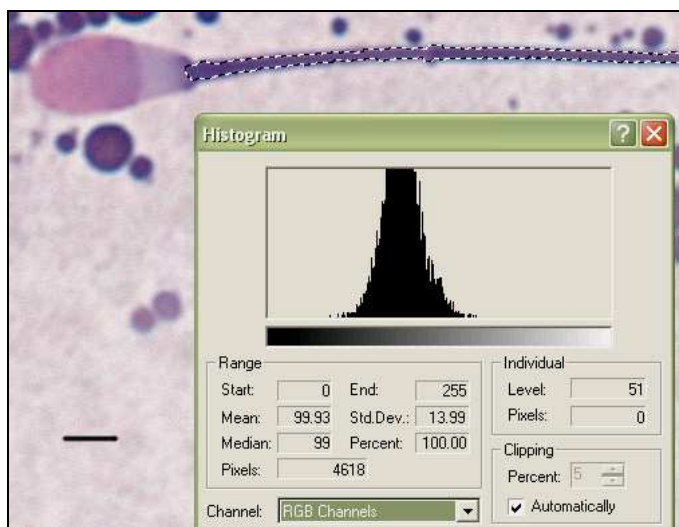 Histogram
Range
Start: 0 End: 255
Mean: 99.93 Std.Dev.: 13.99
Median: 99 Percent: 100.00
Pixels: 4618
Individual
Level: 51
Pixels: 0
Clipping
Percent: 5
Automatically
Channel: RGB Channels